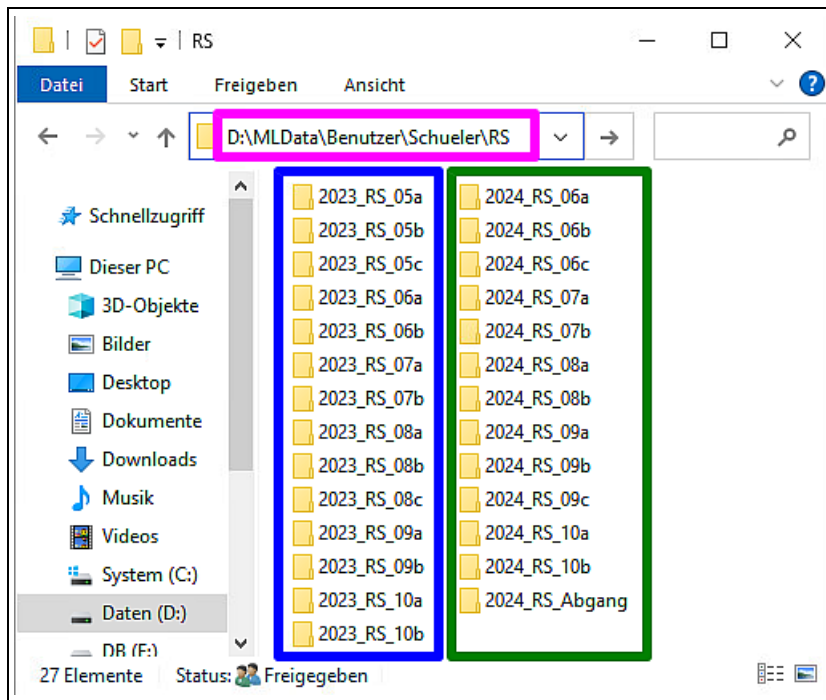 RS
Datei Start Freigeben Ansicht
D:\MLData\Benutzer\Schueler\RS
Schnellzugriff
Dieser PC
3D-Objekte
Bilder
Desktop
Dokumente
Downloads
Musik
Videos
System (C:)
Daten (D:)
DB (F:)
2023_RS_05a
2023_RS_05b
2023_RS_05c
2023_RS_06a
2023_RS_06b
2023_RS_07a
2023_RS_07b
2023_RS_08a
2023_RS_08b
2023_RS_08c
2023_RS_09a
2023_RS_09b
2023_RS_10a
2023_RS_10b
2024_RS_06a
2024_RS_06b
2024_RS_06c
2024_RS_07a
2024_RS_07b
2024_RS_08a
2024_RS_08b
2024_RS_09a
2024_RS_09b
2024_RS_09c
2024_RS_10a
2024_RS_10b
2024_RS_Abgang
27 Elemente Status: Freigegeben